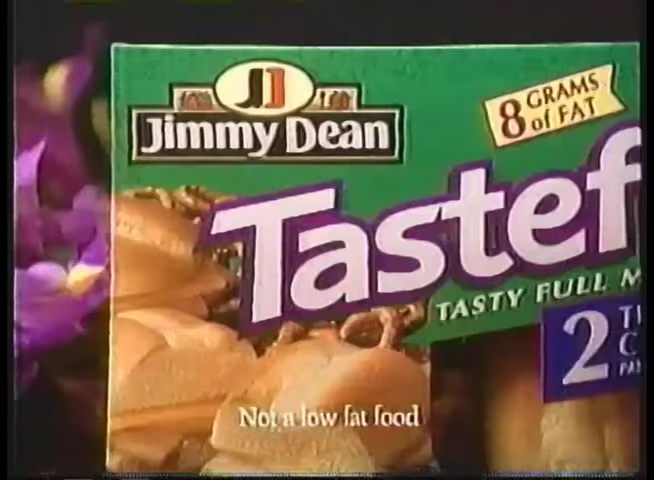 JD
Jimmy Dean
8 GRAMS
of FAT
Tastef
TASTY FULL M
2
Not a low fat food